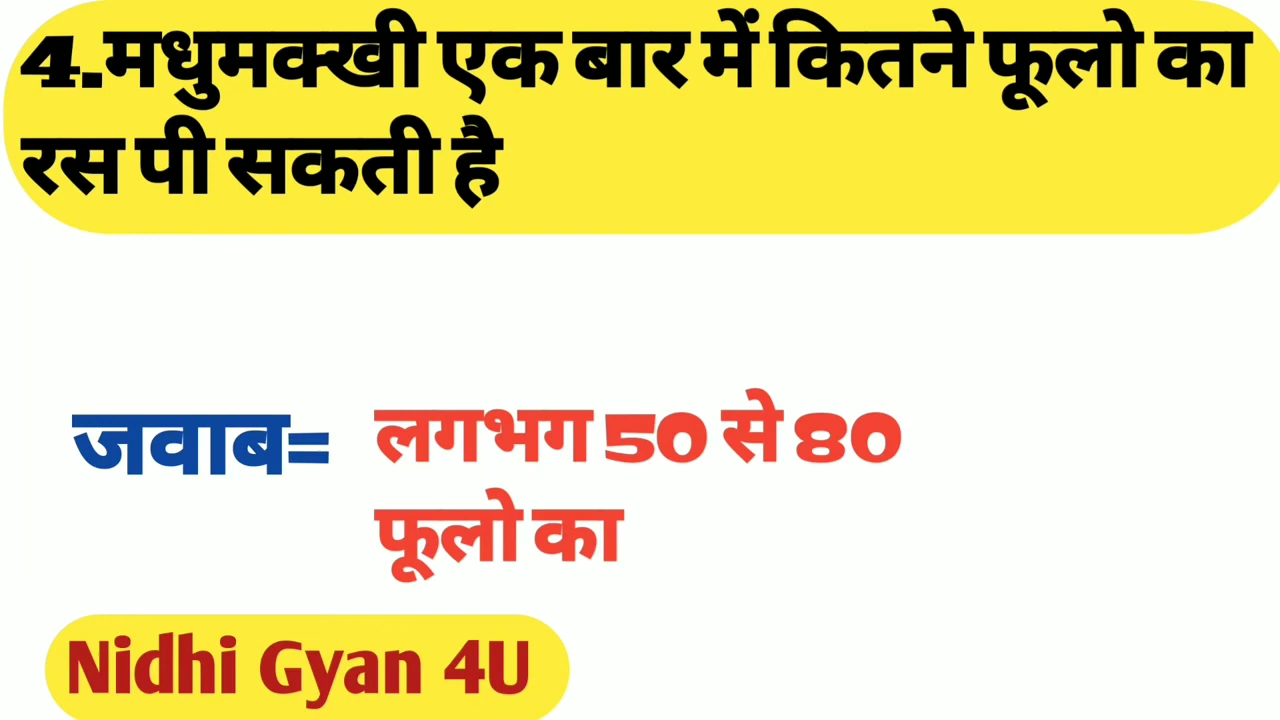 4.मधुमक्खी एक बार में कितने फूलो का
रस पी सकती है
जवाब= लगभग 50 से 80
फूलो का
Nidhi Gyan 4U